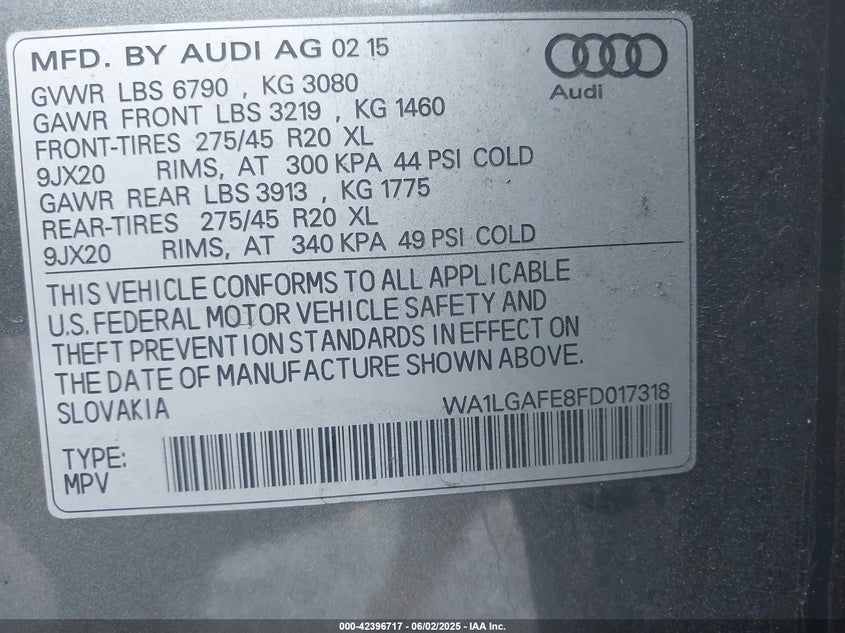 MFD. BY AUDI AG 02 15
Audi
GVWR LBS 6790 , KG 3080
GAWR FRONT LBS 3219 , KG 1460
FRONT-TIRES 275/45 R20 XL
9JX20 RIMS, AT 300 KPA 44 PSI COLD
GAWR REAR LBS 3913 , KG 1775
REAR-TIRES 275/45 R20 XL
9JX20 RIMS, AT 340 KPA 49 PSI COLD
THIS VEHICLE CONFORMS TO ALL APPLICABLE
U.S. FEDERAL MOTOR VEHICLE SAFETY AND
THEFT PREVENTION STANDARDS IN EFFECT ON
THE DATE OF MANUFACTURE SHOWN ABOVE.
SLOVAKIA WA1LGAFE8FD017318
TYPE:
MPV
000-42396717 - 06/02/2025 - IAA Inc.